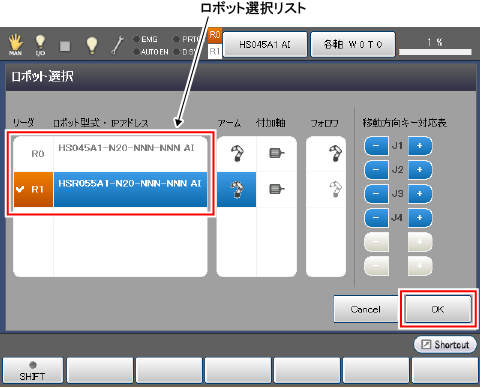 ロボット選択リスト
MAN
I/O
EMG
PRTC
AUTO EN
R0
R1
HS045A1 AI
各軸 W 0 T 0
1 %
ロボット選択
リーダ
ロボット型式・IPアドレス
アーム
付加軸
フォロワ
移動方向キー対応表
R0
HS045A1-N20-NNN-NNN AI
R1
HSR055A1-N20-NNN-NNN AI
- J1 +
- J2 +
- J3 +
- J4 +
- +
- +
Cancel
OK
Shortcut
SHIFT